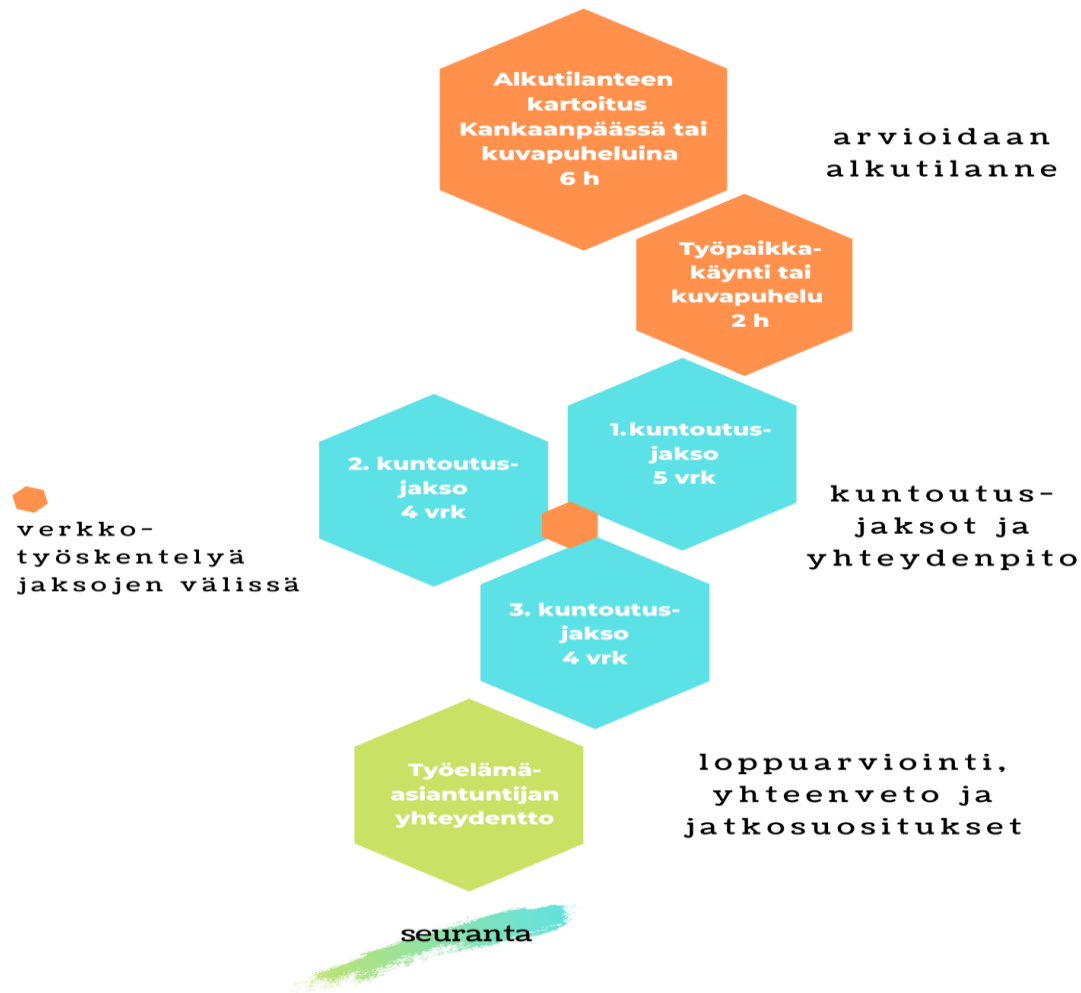 Alkutilanteen
kartoitus
Kankaanpäässä tai
kuvapuheluina
6 h
arvioidaan
alkutilanne
Työpaikka-
käynti tai
kuvapuhelu
2 h
1.kuntoutus-
jakso
5 vrk
2. kuntoutus-
jakso
4 vrk
kuntoutus-
jaksot ja
yhteydenpito
verkko-
työskentelyä
jaksojen välissä
3. kuntoutus-
jakso
4 vrk
Työelämä-
asiantuntijan
yhteydentto
loppuarviointi,
yhteenveto ja
jatkosuositukset
seuranta